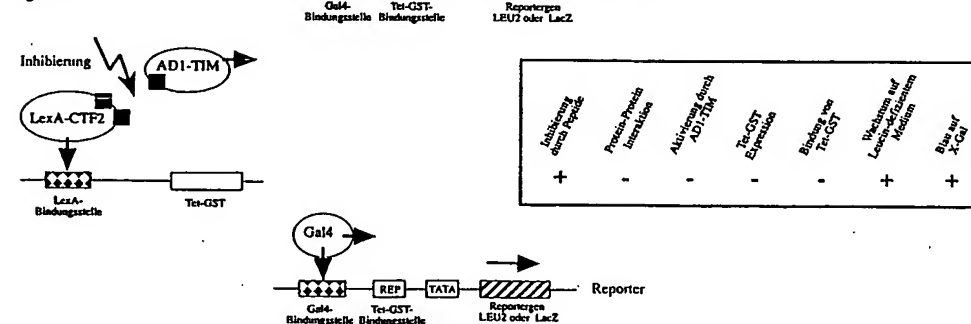 Gal4-
Bindungsstelle
Tet-GST-
Bindungsstelle
Reportergen
LEU2 oder LacZ
Inhibierung
AD1-TIM
LexA-CTF2
LexA-
Bindungsstelle
Tet-GST
Inhibierung
durch Peptide
Protein-Protein
Interaktion
Aktivierung durch
AD1-TIM
Tet-GST
Expression
Bindung von
Tet-GST
Wachstum auf
Leucin-defizientem
Medium
Blau auf
X-Gal
+ - - - - + +
Gal4
REP
TATA
Reporter
Gal4-
Bindungsstelle
Tet-GST-
Bindungsstelle
Reportergen
LEU2 oder LacZ